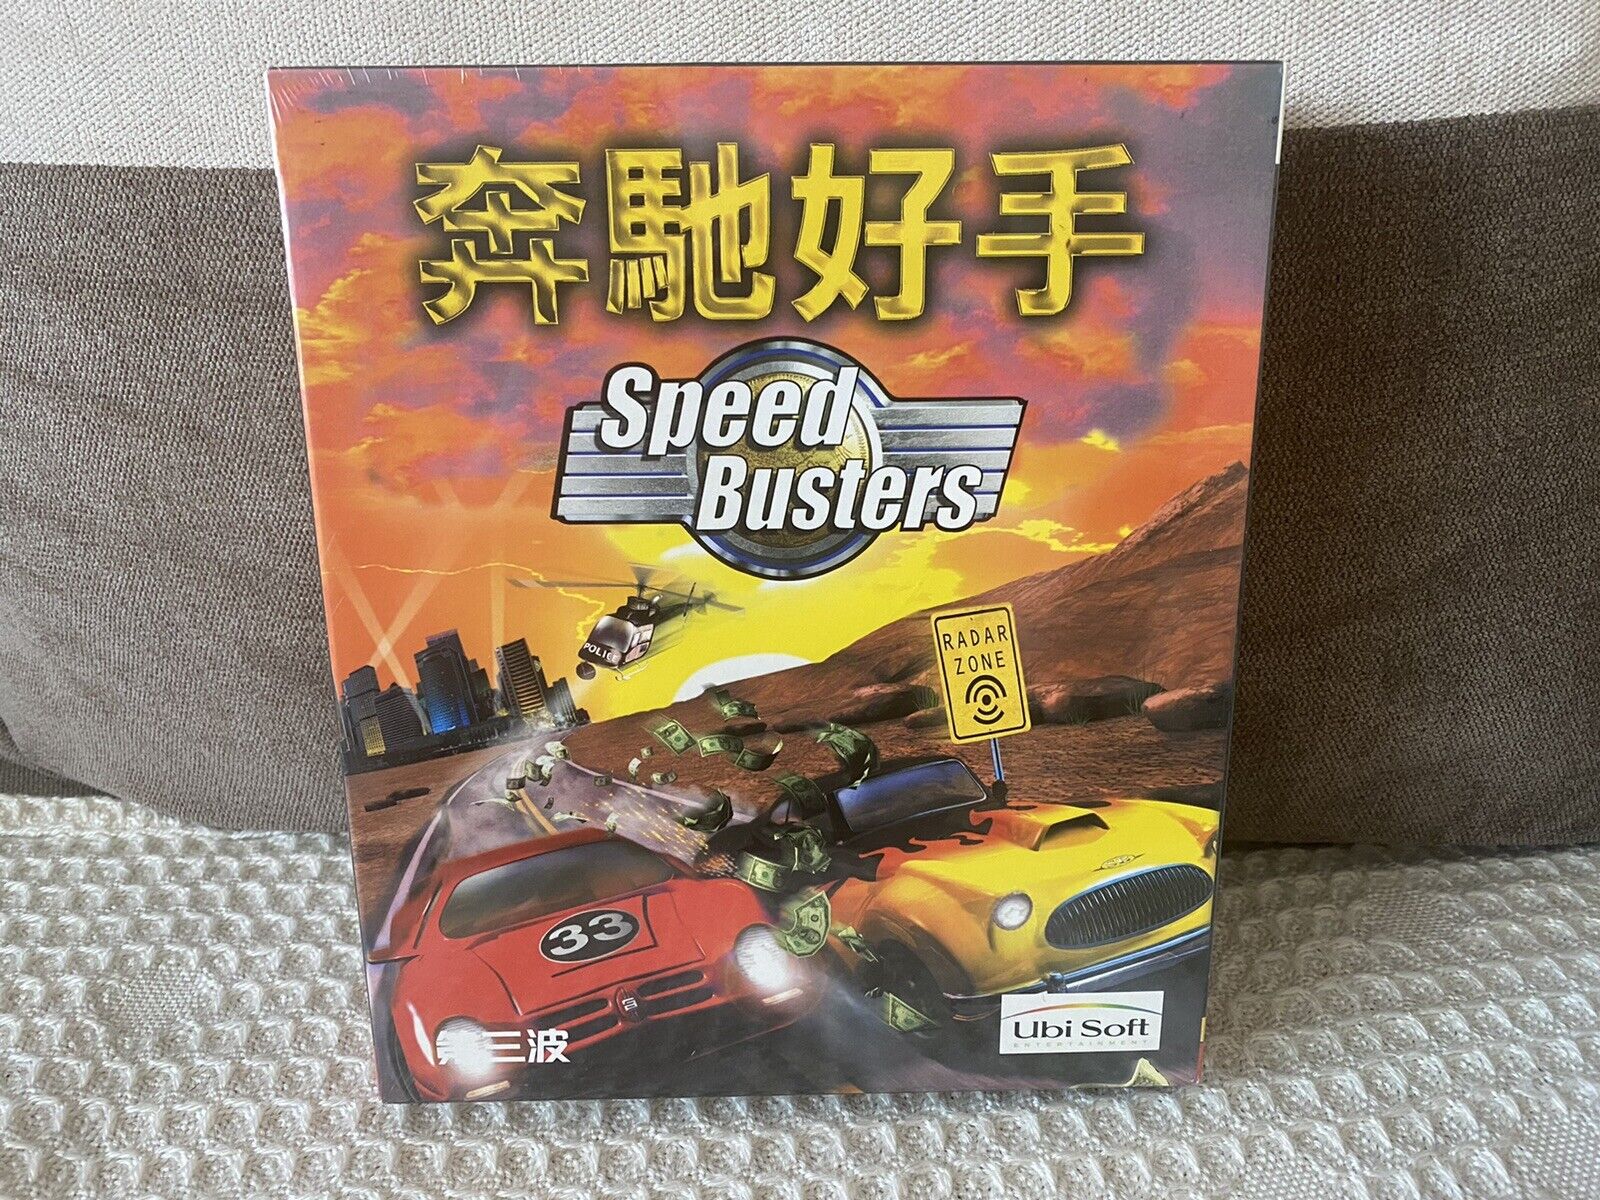 奔馳好手
Speed
Busters
POLICE
RADAR
ZONE
33
第三波
Ubi Soft
ENTERTAINMENT